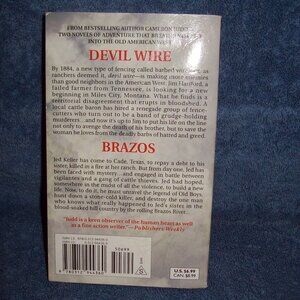 FROM BESTSELLING AUTHOR CAMERON JUDD
TWO NOVELS OF ADVENTURE THAT
INTO THE OLD AMERICAN WEST
DEVIL WIRE
By 1884, a new type of fencing called barbed wire, or, as
ranchers deemed it, devil wire—is making more enemies
than good neighbors in the American West. Jim Hartford, a
failed farmer from Tennessee, is looking for a new
beginning in Miles City, Montana. What he finds is a
territorial disagreement that erupts in bloodshed. A
local cattle baron has hired a renegade group of fence-
cutters who turn out to be a band of grudge-holding
murderers...and now it's up to Jim to put his life on the line
not only to avenge the death of his brother, but to save the
woman he loves from the deadly barbs of hatred and greed.
BRAZOS
Jed Keller has come to Cade, Texas, to repay a debt to his
sister, killed in a fire at her ranch. But from day one, Jed has
been faced with mystery...and engaged in battle between
vigilantes and a gang of cattle thieves. Jed had hoped,
somewhere in the midst of all the violence, to build a new
life. Now, to do it, he must unravel the legend of Old Boys,
hunt down a stone-cold killer, and destroy the one man
who knows what really happened to Jed's sister in the
blood-soaked hill country by the rolling Brazos River...
"Judd is a keen observer of the human heart as well
as a fine action writer." —Publishers Weekly
50699
U.S. $6.99
CAN $8.99
9 780312